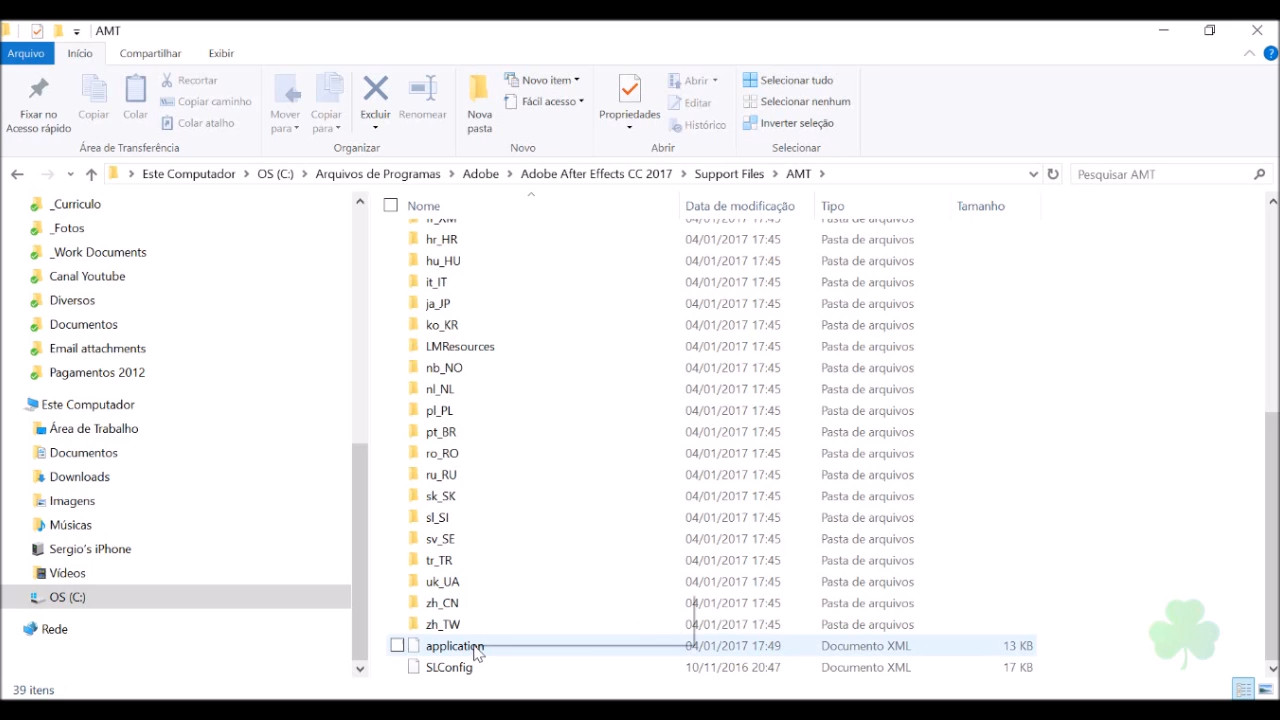 AMT
Arquivo Início Compartilhar Exibir
Fixar no Acesso rápido
Copiar
Colar
Recortar
Copiar caminho
Colar atalho
Área de Transferência
Mover para
Copiar para
Excluir
Renomear
Organizar
Nova pasta
Novo item
Fácil acesso
Novo
Propriedades
Abrir
Editar
Histórico
Abrir
Selecionar tudo
Selecionar nenhum
Inverter seleção
Selecionar
Este Computador > OS (C:) > Arquivos de Programas > Adobe > Adobe After Effects CC 2017 > Support Files > AMT >
Pesquisar AMT
_Curriculo
_Fotos
_Work Documents
Canal Youtube
Diversos
Documentos
Email attachments
Pagamentos 2012
Este Computador
Área de Trabalho
Documentos
Downloads
Imagens
Músicas
Sergio's iPhone
Vídeos
OS (C:)
Rede
Nome Data de modificação Tipo Tamanho
fr_XM 04/01/2017 17:45 Pasta de arquivos
hr_HR 04/01/2017 17:45 Pasta de arquivos
hu_HU 04/01/2017 17:45 Pasta de arquivos
it_IT 04/01/2017 17:45 Pasta de arquivos
ja_JP 04/01/2017 17:45 Pasta de arquivos
ko_KR 04/01/2017 17:45 Pasta de arquivos
LMResources 04/01/2017 17:45 Pasta de arquivos
nb_NO 04/01/2017 17:45 Pasta de arquivos
nl_NL 04/01/2017 17:45 Pasta de arquivos
pl_PL 04/01/2017 17:45 Pasta de arquivos
pt_BR 04/01/2017 17:45 Pasta de arquivos
ro_RO 04/01/2017 17:45 Pasta de arquivos
ru_RU 04/01/2017 17:45 Pasta de arquivos
sk_SK 04/01/2017 17:45 Pasta de arquivos
sl_SI 04/01/2017 17:45 Pasta de arquivos
sv_SE 04/01/2017 17:45 Pasta de arquivos
tr_TR 04/01/2017 17:45 Pasta de arquivos
uk_UA 04/01/2017 17:45 Pasta de arquivos
zh_CN 04/01/2017 17:45 Pasta de arquivos
zh_TW 04/01/2017 17:45 Pasta de arquivos
application 04/01/2017 17:49 Documento XML 13 KB
SLConfig 10/11/2016 20:47 Documento XML 17 KB
39 itens